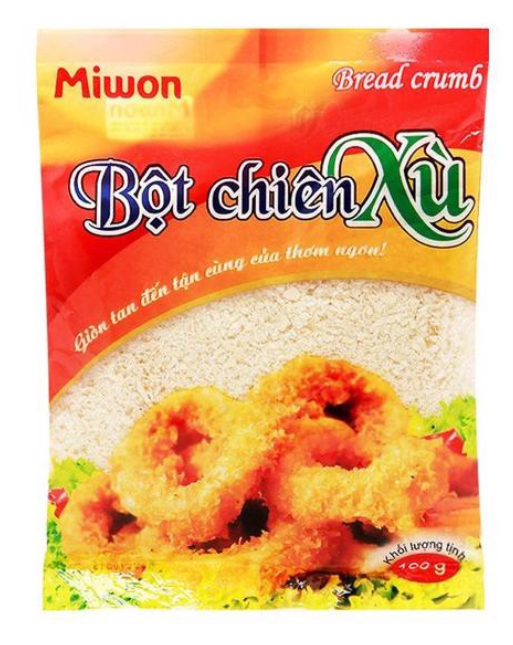 Miwon
Bread crumb
Bột chiên Xù
Giòn tan đến tận cùng của thơm ngon!
Khối lượng tịnh
100 g